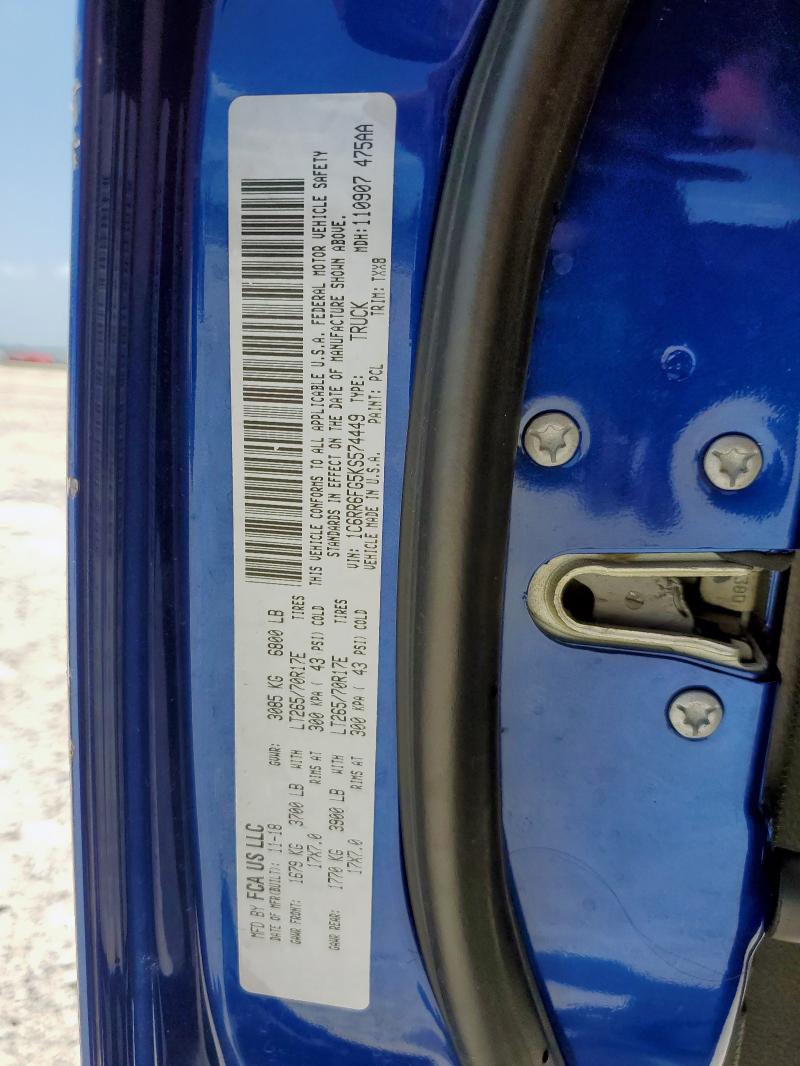 MFD BY FCA US LLC
DATE OF MFR(BUILT): 11-18 GVWR: 3085 KG 6800 LB
GAWR FRONT: 1679 KG 3700 LB WITH LT265/70R17E TIRES
17X7.0 RIMS AT 300 KPA ( 43 PSI) COLD
GAWR REAR: 1770 KG 3900 LB WITH LT265/70R17E TIRES
17X7.0 RIMS AT 300 KPA ( 43 PSI) COLD
THIS VEHICLE CONFORMS TO ALL APPLICABLE U.S.A. FEDERAL MOTOR VEHICLE SAFETY
STANDARDS IN EFFECT ON THE DATE OF MANUFACTURE SHOWN ABOVE.
VIN: 1C6RR6FG5KS574449 TYPE: TRUCK MDH: 110907 475AA
VEHICLE MADE IN U.S.A. PAINT: PCL TRIM: TXX8